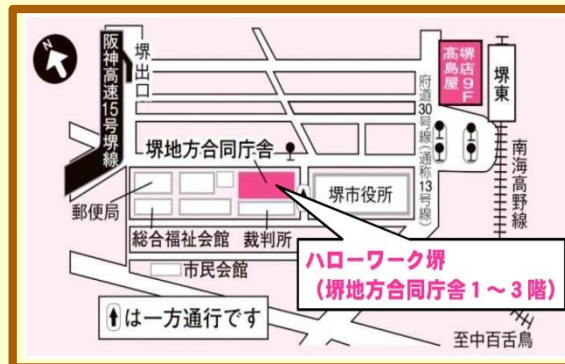 N
阪神高速15号堺線
堺出口
堺店9F
高島屋
堺東
府道30号線(通称13号線)
南海高野線
堺地方合同庁舎
郵便局
堺市役所
総合福祉会館
裁判所
市民会館
ハローワーク堺
(堺地方合同庁舎1～3階)
は一方通行です
至中百舌鳥